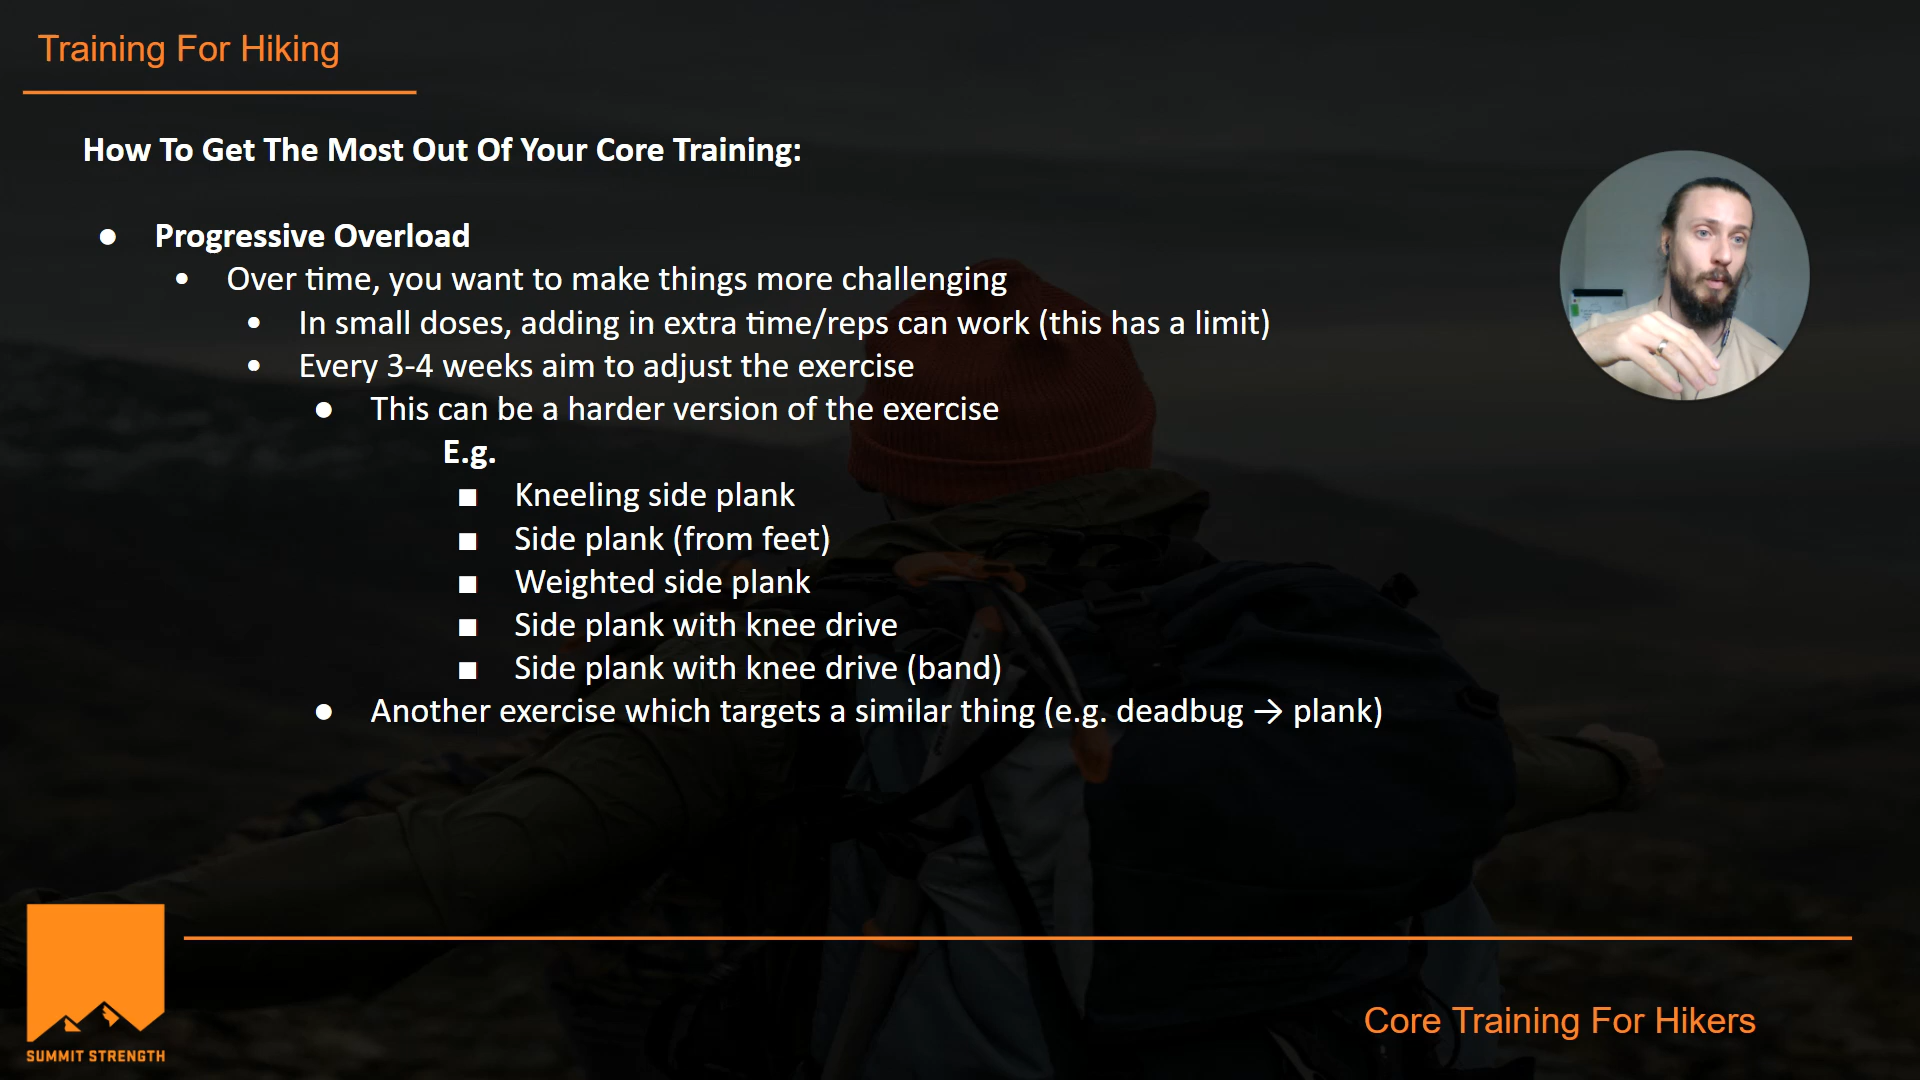 Training For Hiking
How To Get The Most Out Of Your Core Training:
● Progressive Overload
• Over time, you want to make things more challenging
• In small doses, adding in extra time/reps can work (this has a limit)
• Every 3-4 weeks aim to adjust the exercise
● This can be a harder version of the exercise
E.g.
■ Kneeling side plank
■ Side plank (from feet)
■ Weighted side plank
■ Side plank with knee drive
■ Side plank with knee drive (band)
● Another exercise which targets a similar thing (e.g. deadbug → plank)
SUMMIT STRENGTH
Core Training For Hikers